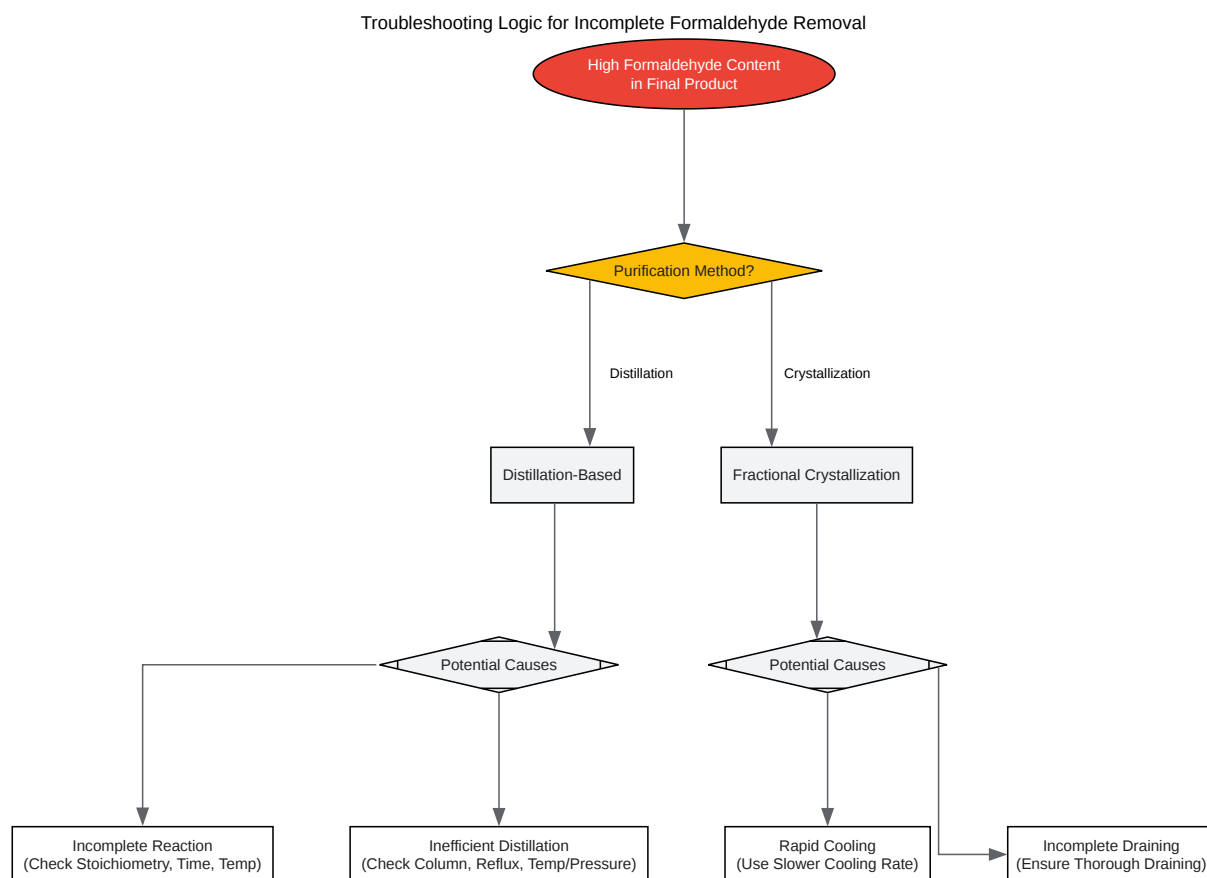 Troubleshooting Logic for Incomplete Formaldehyde Removal
High Formaldehyde Content
in Final Product
Purification Method?
Distillation
Crystallization
Distillation-Based
Fractional Crystallization
Potential Causes
Potential Causes
Incomplete Reaction
(Check Stoichiometry, Time, Temp)
Inefficient Distillation
(Check Column, Reflux, Temp/Pressure)
Rapid Cooling
(Use Slower Cooling Rate)
Incomplete Draining
(Ensure Thorough Draining)